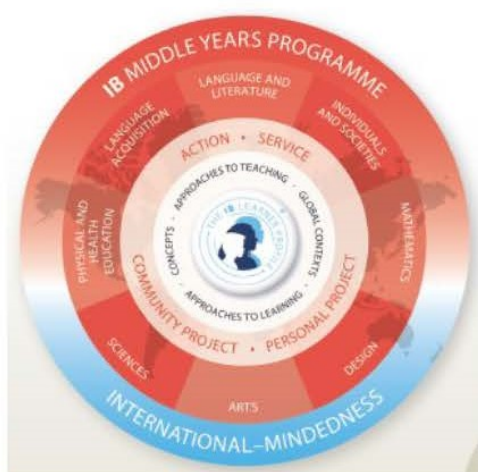 IB MIDDLE YEARS PROGRAMME
LANGUAGE AND
LITERATURE
INDIVIDUALS
AND SOCIETIES
MATHEMATICS
DESIGN
ARTS
SCIENCES
PHYSICAL AND
HEALTH
EDUCATION
LANGUAGE
ACQUISITION
ACTION • SERVICE
PERSONAL PROJECT
COMMUNITY PROJECT •
APPROACHES TO TEACHING ·
GLOBAL CONTEXTS ·
APPROACHES TO LEARNING ·
CONCEPTS ·
THE IB LEARNER PROFILE
INTERNATIONAL–MINDEDNESS